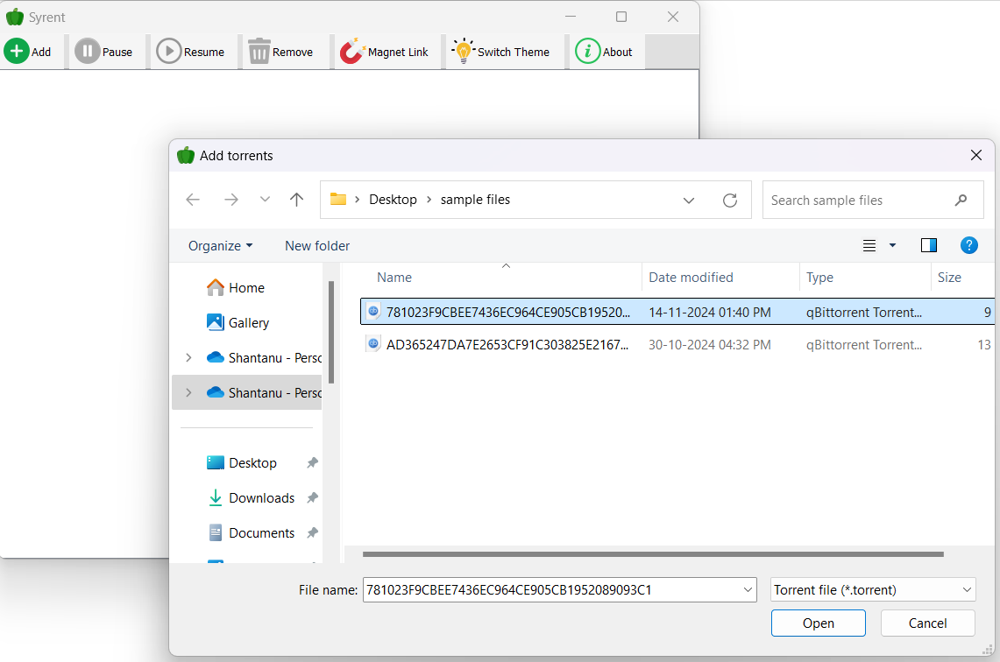 Syrent
Add Pause Resume Remove Magnet Link Switch Theme About
Add torrents
Desktop sample files
Search sample files
Organize New folder
Name Date modified Type Size
781023F9CBEE7436EC964CE905CB19520... 14-11-2024 01:40 PM qBittorrent Torrent... 9
AD365247DA7E2653CF91C303825E2167... 30-10-2024 04:32 PM qBittorrent Torrent... 13
Home
Gallery
Shantanu - Perso
Shantanu - Perso
Desktop
Downloads
Documents
File name: 781023F9CBEE7436EC964CE905CB1952089093C1 Torrent file (*.torrent)
Open Cancel